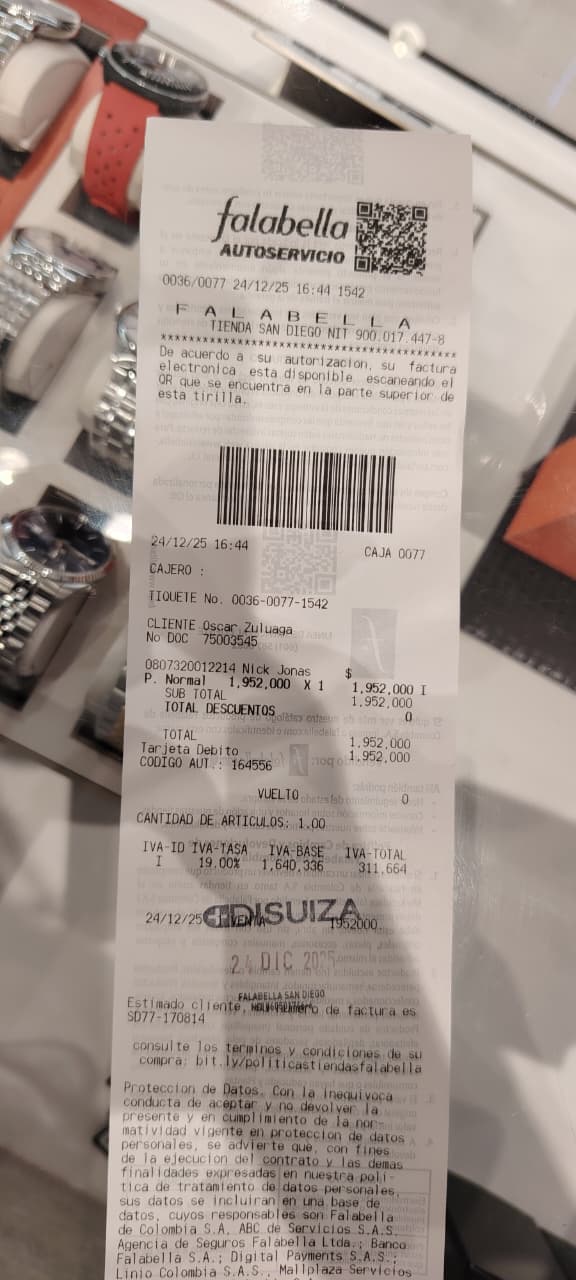 falabella
AUTOSERVICIO
0036/0077 24/12/25 16:44 1542
F A L A B E L L A
TIENDA SAN DIEGO NIT 900.017.447-8
******************************************
De acuerdo a su autorizacion, su factura
electronica esta disponible escaneando el
QR que se encuentra en la parte superior de
esta tirilla.
24/12/25 16:44 CAJA 0077
CAJERO :
TIQUETE No. 0036-0077-1542
CLIENTE Oscar Zuluaga
No DOC 75003545
0807320012214 Nick Jonas $
P. Normal 1,952,000 X 1 1,952,000 I
SUB TOTAL 1,952,000
TOTAL DESCUENTOS 0
TOTAL 1,952,000
Tarjeta Debito 1,952,000
CODIGO AUT.: 164556
VUELTO 0
CANTIDAD DE ARTICULOS: 1.00
IVA-ID IVA-TASA IVA-BASE IVA-TOTAL
I 19.00% 1,640,336 311,664
24/12/25 VENTA 1952000
DISUIZA
24 DIC 2025
FALABELLA SAN DIEGO
Estimado cliente, su numero de factura es
SD77-170814
consulte los terminos y condiciones de su
compra: bit.ly/politicastiendasfalabella
Proteccion de Datos. Con la inequivoca
conducta de aceptar y no devolver la
presente y en cumplimiento de la nor-
matividad vigente en proteccion de datos
personales, se advierte que, con fines
de la ejecucion del contrato y las demas
finalidades expresadas en nuestra poli-
tica de tratamiento de datos personales,
sus datos se incluiran en una base de
datos, cuyos responsables son Falabella
de Colombia S.A. ABC de Servicios S.A.S.
Agencia de Seguros Falabella Ltda.; Banco
Falabella S.A.; Digital Payments S.A.S.;
Linio Colombia S.A.S., Mallplaza Servicios